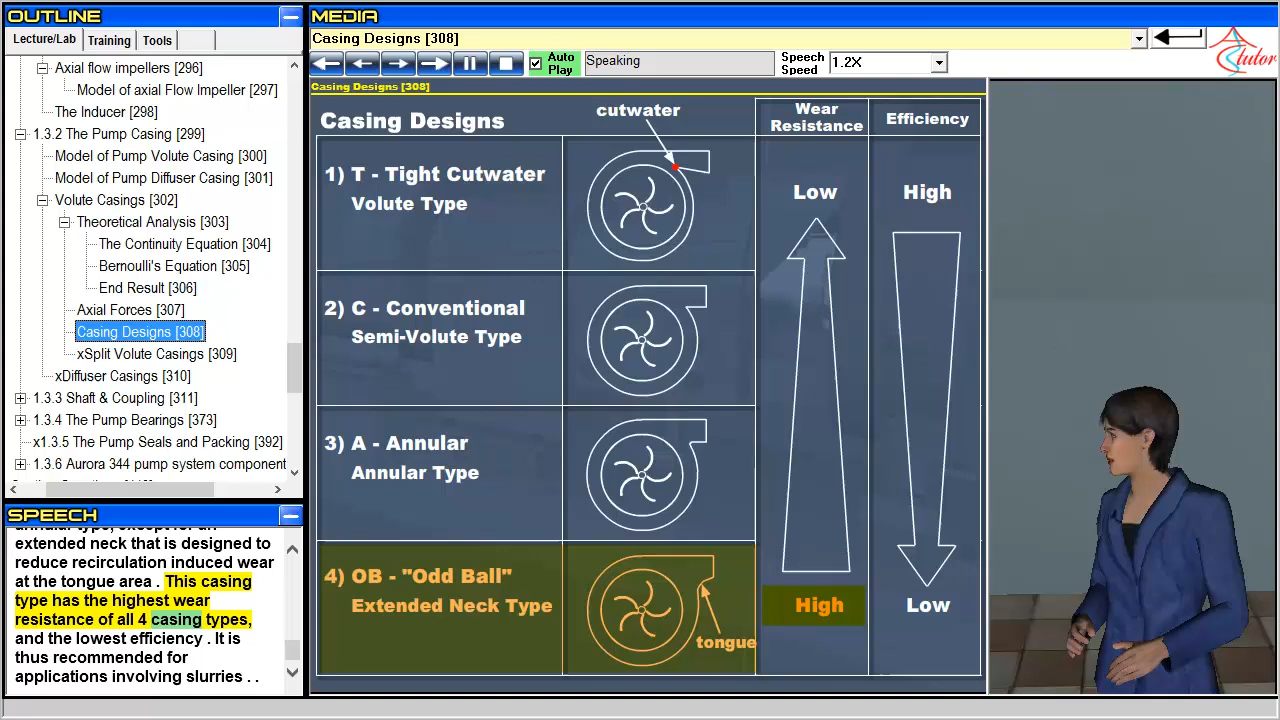 OUTLINE
Lecture/Lab Training Tools
Axial flow impellers [296]
Model of axial Flow Impeller [297]
The Inducer [298]
1.3.2 The Pump Casing [299]
Model of Pump Volute Casing [300]
Model of Pump Diffuser Casing [301]
Volute Casings [302]
Theoretical Analysis [303]
The Continuity Equation [304]
Bernoulli's Equation [305]
End Result [306]
Axial Forces [307]
Casing Designs [308]
xSplit Volute Casings [309]
xDiffuser Casings [310]
1.3.3 Shaft & Coupling [311]
1.3.4 The Pump Bearings [373]
x1.3.5 The Pump Seals and Packing [392]
1.3.6 Aurora 344 pump system component
SPEECH
annular type, except for an
extended neck that is designed to
reduce recirculation induced wear
at the tongue area . This casing
type has the highest wear
resistance of all 4 casing types,
and the lowest efficiency . It is
thus recommended for
applications involving slurries . .
MEDIA
Casing Designs [308]
Auto
Play
Speaking
Speech
Speed
1.2X
tutor
Casing Designs [308]
Casing Designs
cutwater
Wear
Resistance
Efficiency
1) T - Tight Cutwater
Volute Type
Low
High
2) C - Conventional
Semi-Volute Type
3) A - Annular
Annular Type
4) OB - "Odd Ball"
Extended Neck Type
tongue
High
Low